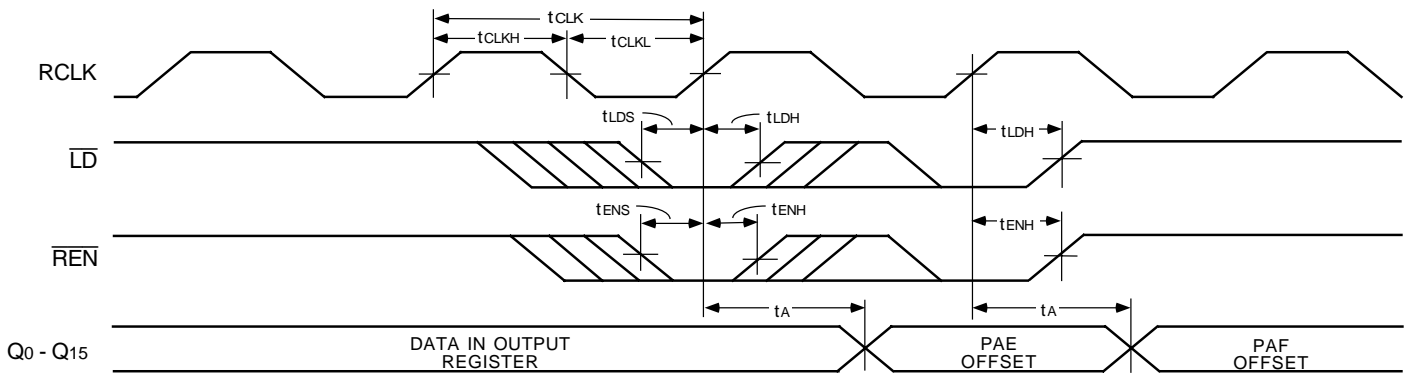 tCLK
tCLKH
tCLKL
RCLK
tLDS
tLDH
tLDH
LD
tENS
tENH
tENH
REN
tA
tA
Q0 - Q15
DATA IN OUTPUT
REGISTER
PAE
OFFSET
PAF
OFFSET